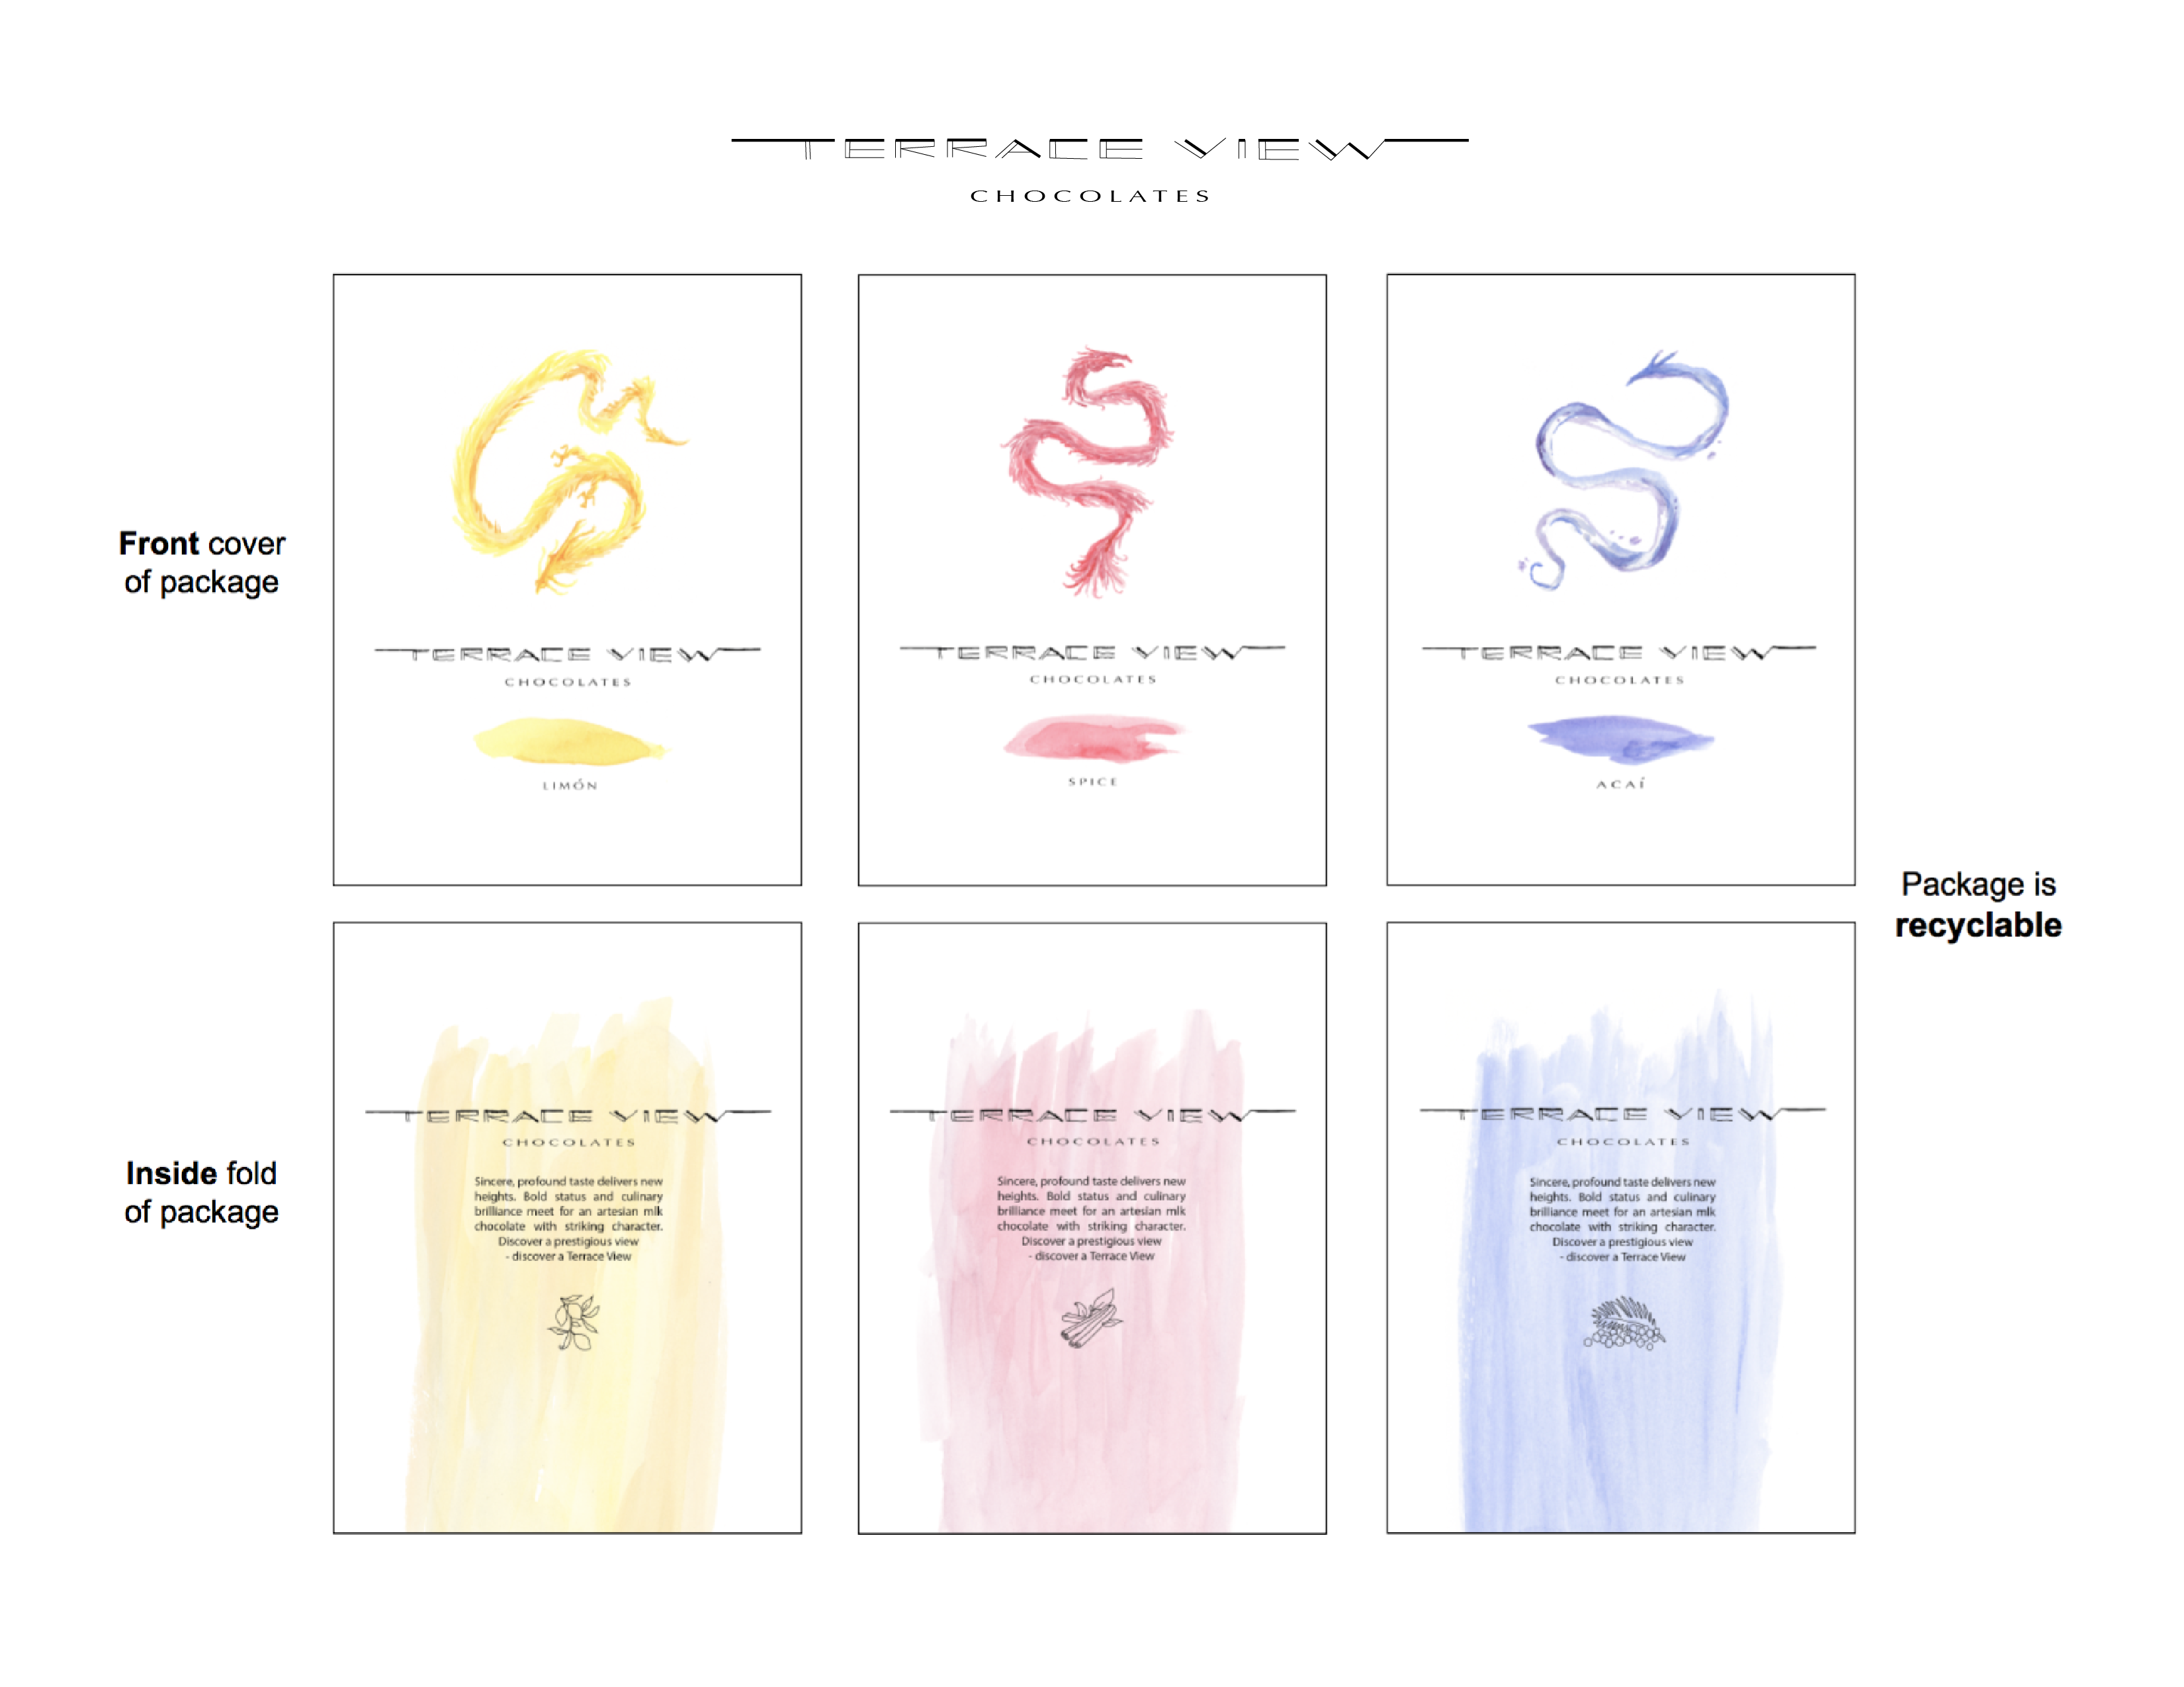 TERRACE VIEW
CHOCOLATES
Front cover
of package
TERRACE VIEW
CHOCOLATES
LIMÓN
TERRACE VIEW
CHOCOLATES
SPICE
TERRACE VIEW
CHOCOLATES
ACAÍ
Package is
recyclable
Inside fold
of package
TERRACE VIEW
CHOCOLATES
Sincere, profound taste delivers new
heights. Bold status and culinary
brilliance meet for an artesian mlk
chocolate with striking character.
Discover a prestigious view
- discover a Terrace View
TERRACE VIEW
CHOCOLATES
Sincere, profound taste delivers new
heights. Bold status and culinary
brilliance meet for an artesian mlk
chocolate with striking character.
Discover a prestigious view
- discover a Terrace View
TERRACE VIEW
CHOCOLATES
Sincere, profound taste delivers new
heights. Bold status and culinary
brilliance meet for an artesian mlk
chocolate with striking character.
Discover a prestigious view
- discover a Terrace View